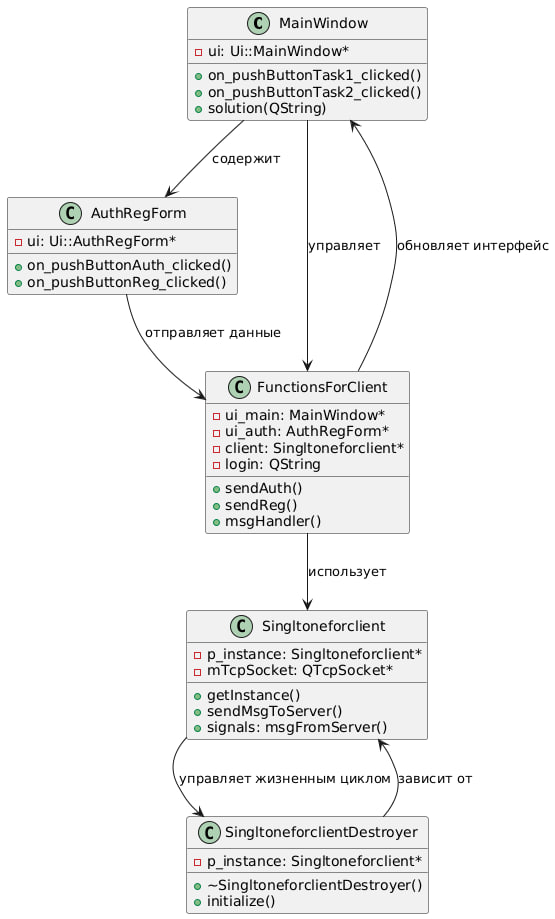 C MainWindow
ui: Ui::MainWindow*
on_pushButtonTask1_clicked()
on_pushButtonTask2_clicked()
solution(QString)
содержит
C AuthRegForm
ui: Ui::AuthRegForm*
on_pushButtonAuth_clicked()
on_pushButtonReg_clicked()
управляет
обновляет интерфейс
отправляет данные
C FunctionsForClient
ui_main: MainWindow*
ui_auth: AuthRegForm*
client: Singltoneforclient*
login: QString
sendAuth()
sendReg()
msgHandler()
использует
C Singltoneforclient
p_instance: Singltoneforclient*
mTcpSocket: QTcpSocket*
getInstance()
sendMsgToServer()
signals: msgFromServer()
управляет жизненным циклом
зависит от
C SingltoneforclientDestroyer
p_instance: Singltoneforclient*
~SingltoneforclientDestroyer()
initialize()